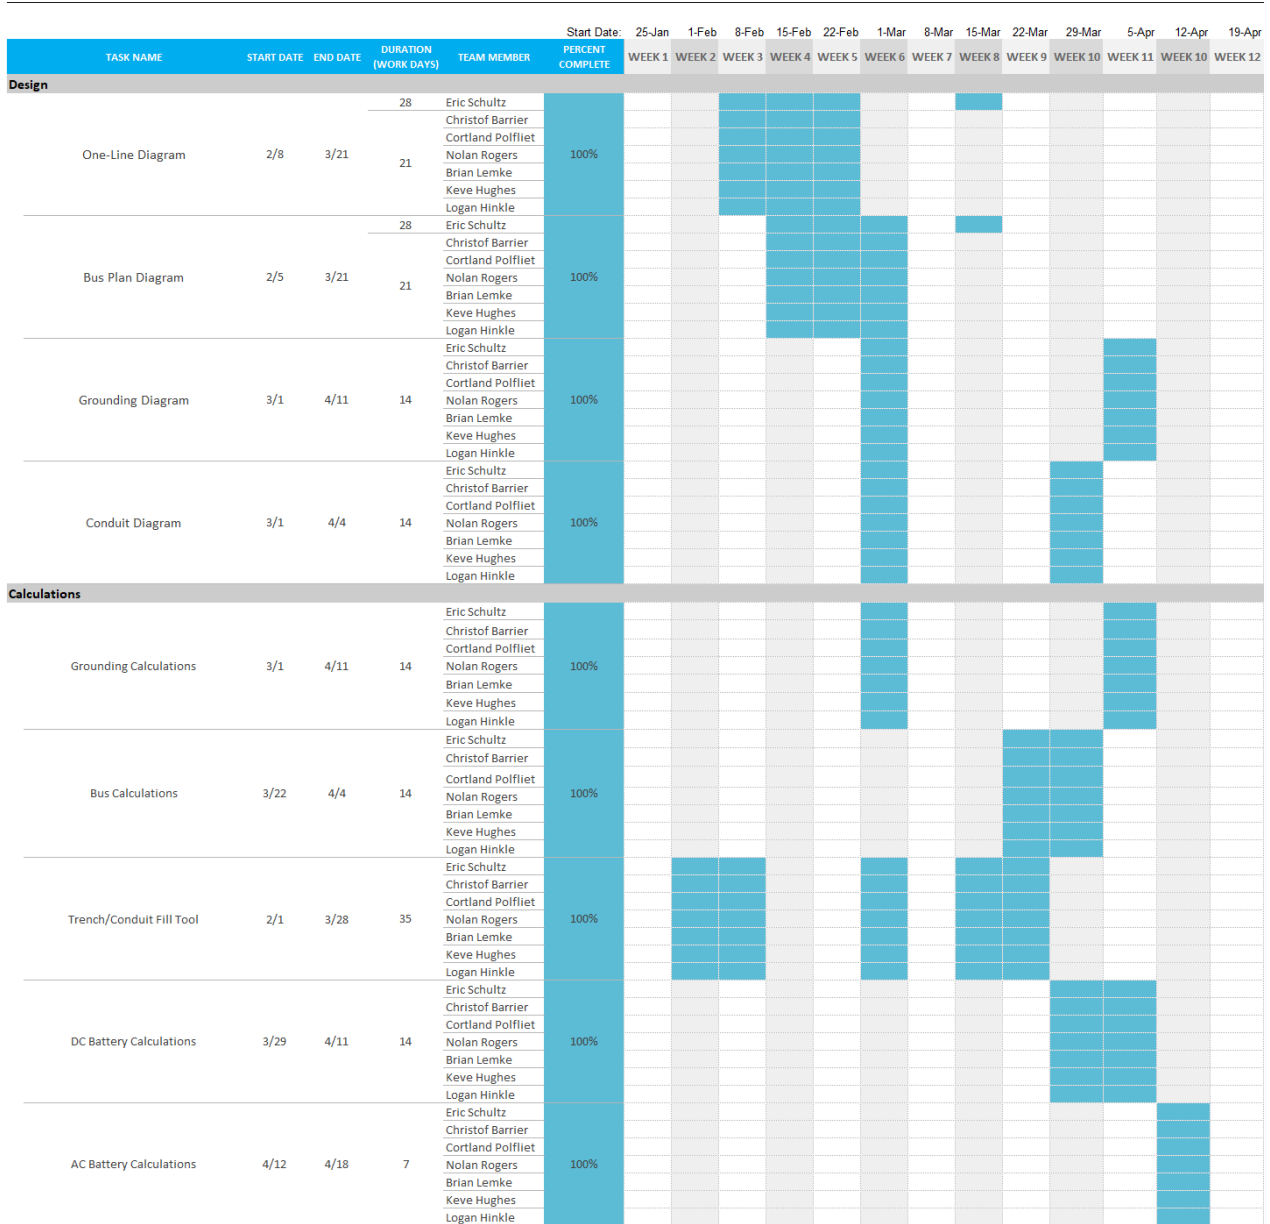 Start Date: 25-Jan 1-Feb 8-Feb 15-Feb 22-Feb 1-Mar 8-Mar 15-Mar 22-Mar 29-Mar 5-Apr 12-Apr 19-Apr
TASK NAME START DATE END DATE DURATION (WORK DAYS) TEAM MEMBER PERCENT COMPLETE WEEK 1 WEEK 2 WEEK 3 WEEK 4 WEEK 5 WEEK 6 WEEK 7 WEEK 8 WEEK 9 WEEK 10 WEEK 11 WEEK 10 WEEK 12
Design
28 Eric Schultz
Christof Barrier
Cortland Polfliet
One-Line Diagram 2/8 3/21 21 Nolan Rogers 100%
Brian Lemke
Keve Hughes
Logan Hinkle
28 Eric Schultz
Christof Barrier
Cortland Polfliet
Bus Plan Diagram 2/5 3/21 21 Nolan Rogers 100%
Brian Lemke
Keve Hughes
Logan Hinkle
Eric Schultz
Christof Barrier
Cortland Polfliet
Grounding Diagram 3/1 4/11 14 Nolan Rogers 100%
Brian Lemke
Keve Hughes
Logan Hinkle
Eric Schultz
Christof Barrier
Cortland Polfliet
Conduit Diagram 3/1 4/4 14 Nolan Rogers 100%
Brian Lemke
Keve Hughes
Logan Hinkle
Calculations
Eric Schultz
Christof Barrier
Cortland Polfliet
Grounding Calculations 3/1 4/11 14 Nolan Rogers 100%
Brian Lemke
Keve Hughes
Logan Hinkle
Eric Schultz
Christof Barrier
Cortland Polfliet
Bus Calculations 3/22 4/4 14 Nolan Rogers 100%
Brian Lemke
Keve Hughes
Logan Hinkle
Eric Schultz
Christof Barrier
Cortland Polfliet
Trench/Conduit Fill Tool 2/1 3/28 35 Nolan Rogers 100%
Brian Lemke
Keve Hughes
Logan Hinkle
Eric Schultz
Christof Barrier
Cortland Polfliet
DC Battery Calculations 3/29 4/11 14 Nolan Rogers 100%
Brian Lemke
Keve Hughes
Logan Hinkle
Eric Schultz
Christof Barrier
Cortland Polfliet
AC Battery Calculations 4/12 4/18 7 Nolan Rogers 100%
Brian Lemke
Keve Hughes
Logan Hinkle